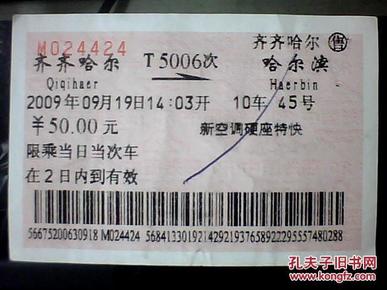 M024424
齐齐哈尔 售
齐齐哈尔 T5006次 哈尔滨
Qiqihaer Haerbin
2009年09月19日14:03开 10车 45号
￥50.00元 新空调硬座特快
限乘当日当次车
在2日内到有效
56675200630918 M024424 56841330192142921937658922295557480288
孔夫子旧书网